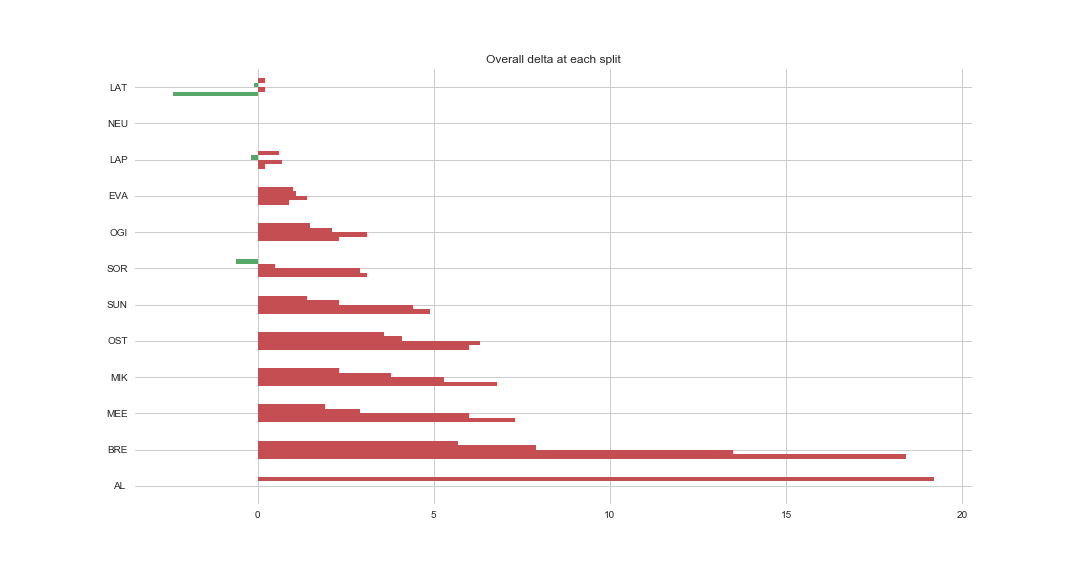 Overall delta at each split
LAT
NEU
LAP
EVA
OGI
SOR
SUN
OST
MIK
MEE
BRE
AL
0 5 10 15 20